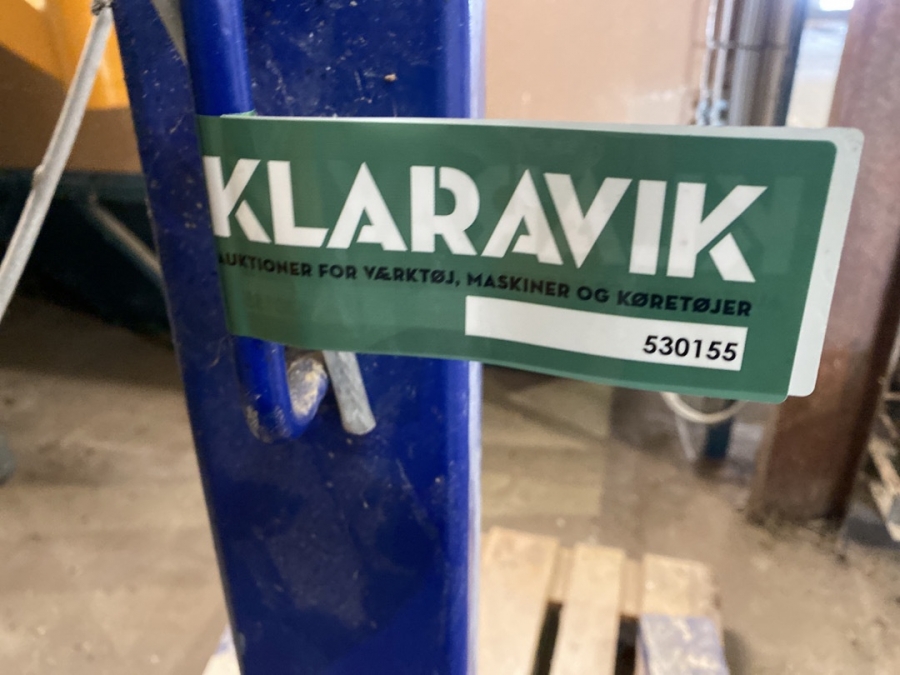 KLARAVIK
AUKTIONER FOR VÆRKTØJ, MASKINER OG KØRETØJER
530155